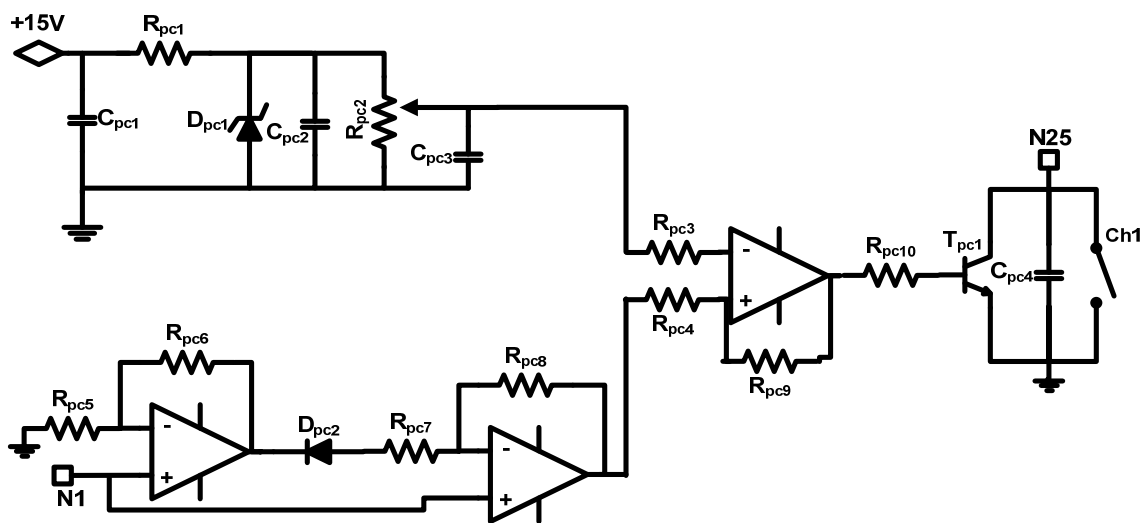 +15V
Rpc1
Cpc1
Dpc1
Cpc2
Rpc2
Cpc3
N25
Rpc3
Rpc10
Tpc1
Cpc4
Ch1
-
+
Rpc4
Rpc9
Rpc6
Rpc8
Rpc5
Dpc2
Rpc7
-
+
-
+
N1